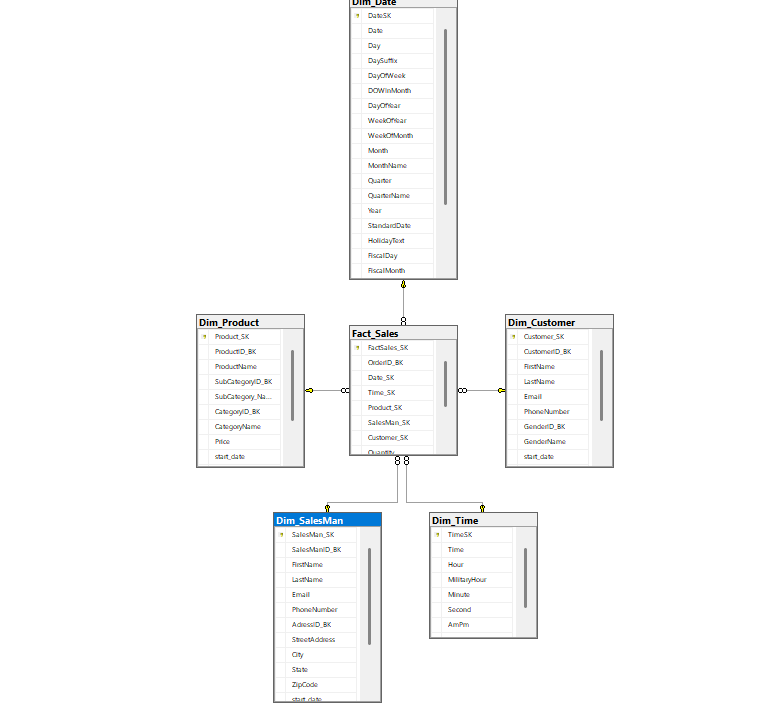 Dim_Date
DateSK
Date
Day
DaySuffix
DayOfWeek
DOWInMonth
DayOfYear
WeekOfYear
WeekOfMonth
Month
MonthName
Quarter
QuarterName
Year
StandardDate
HolidayText
FiscalDay
FiscalMonth
Dim_Product
Product_SK
ProductID_BK
ProductName
SubCategoryID_BK
SubCategory_Na...
CategoryID_BK
CategoryName
Price
start_date
Fact_Sales
FactSales_SK
OrderID_BK
Date_SK
Time_SK
Product_SK
SalesMan_SK
Customer_SK
Quantity
Dim_Customer
Customer_SK
CustomerID_BK
FirstName
LastName
Email
PhoneNumber
GenderID_BK
GenderName
start_date
Dim_SalesMan
SalesMan_SK
SalesManID_BK
FirstName
LastName
Email
PhoneNumber
AdressID_BK
StreetAddress
City
State
ZipCode
start_date
Dim_Time
TimeSK
Time
Hour
MilitaryHour
Minute
Second
AmPm